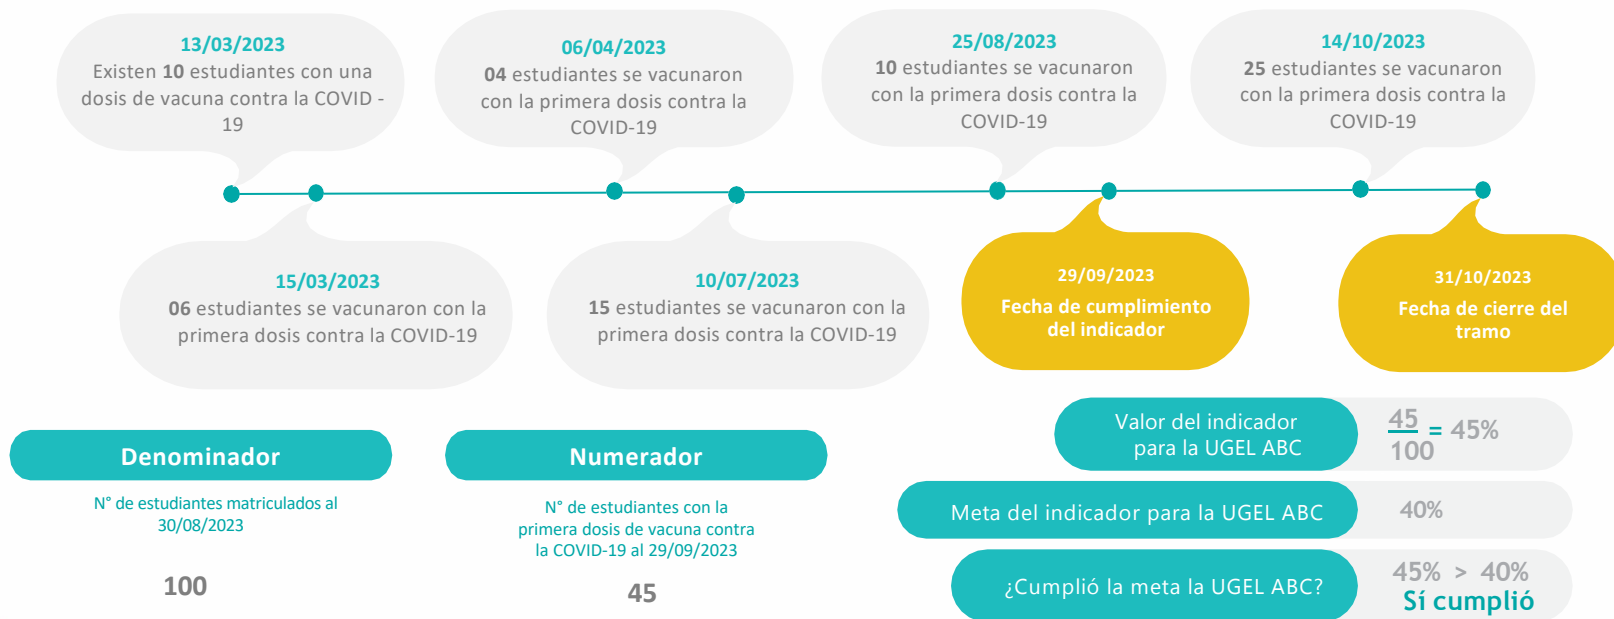 13/03/2023
Existen 10 estudiantes con una
dosis de vacuna contra la COVID -
19
06/04/2023
04 estudiantes se vacunaron
con la primera dosis contra la
COVID-19
25/08/2023
10 estudiantes se vacunaron
con la primera dosis contra la
COVID-19
14/10/2023
25 estudiantes se vacunaron
con la primera dosis contra la
COVID-19
15/03/2023
06 estudiantes se vacunaron con la
primera dosis contra la COVID-19
10/07/2023
15 estudiantes se vacunaron con la
primera dosis contra la COVID-19
29/09/2023
Fecha de cumplimiento
del indicador
31/10/2023
Fecha de cierre del
tramo
Denominador
N° de estudiantes matriculados al
30/08/2023
100
Numerador
N° de estudiantes con la
primera dosis de vacuna contra
la COVID-19 al 29/09/2023
45
Valor del indicador
para la UGEL ABC
45
100
= 45%
Meta del indicador para la UGEL ABC
40%
¿Cumplió la meta la UGEL ABC?
45% > 40%
Sí cumplió